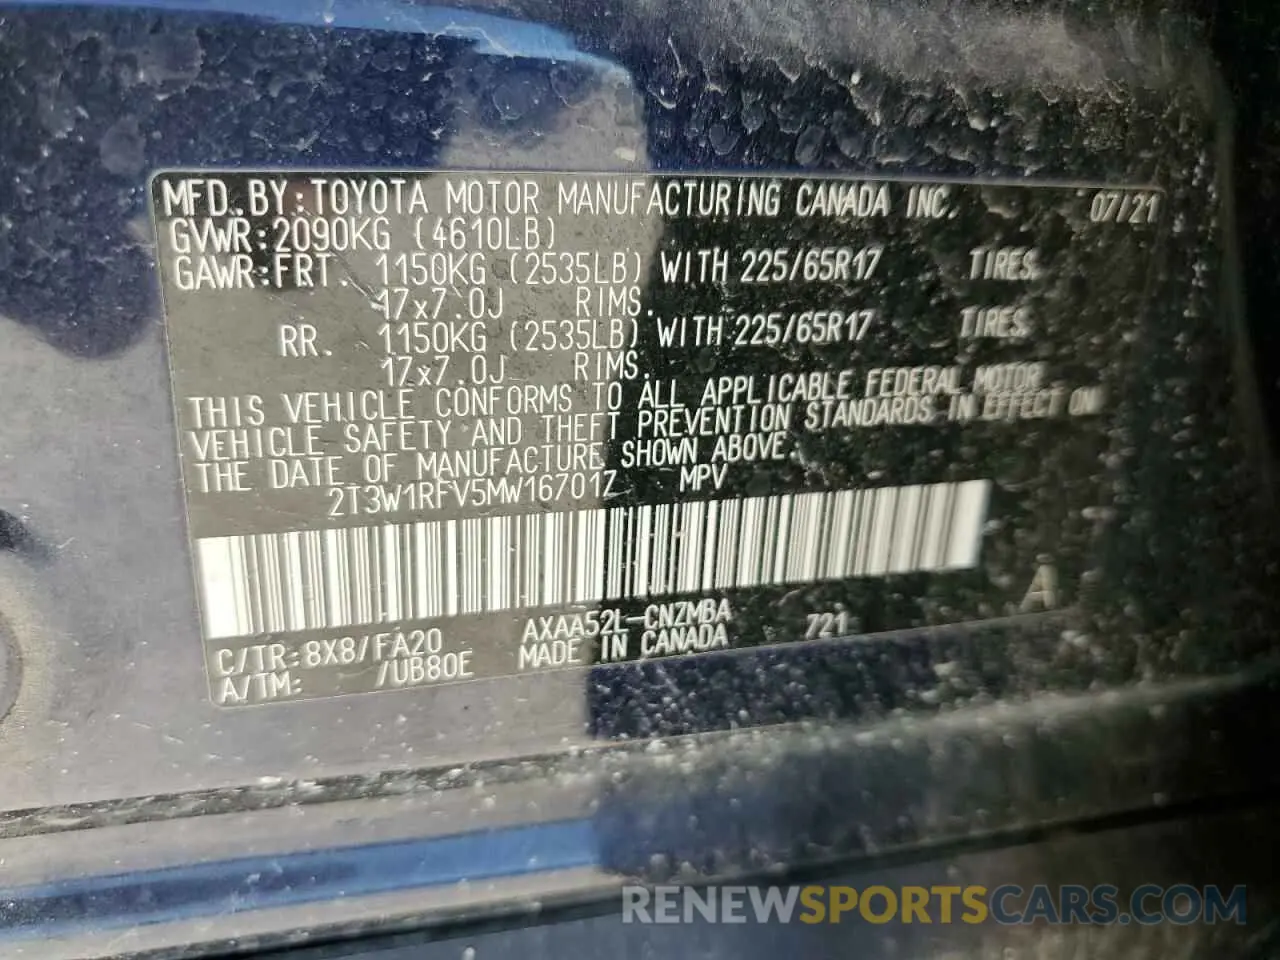 MFD. BY: TOYOTA MOTOR MANUFACTURING CANADA INC. 07/21
GVWR: 2090KG (4610LB)
GAWR: FRT. 1150KG (2535LB) WITH 225/65R17 TIRES
17x7.0J RIMS.
RR. 1150KG (2535LB) WITH 225/65R17 TIRES
17x7.0J RIMS.
THIS VEHICLE CONFORMS TO ALL APPLICABLE FEDERAL MOTOR
VEHICLE SAFETY AND THEFT PREVENTION STANDARDS IN EFFECT ON
THE DATE OF MANUFACTURE SHOWN ABOVE.
2T3W1RFV5MW16701Z MPV
A
C/TR: 8X8/FA20 AXAA52L-CNZMBA 721
A/TM: /UB80E MADE IN CANADA
RENEWSPORTSCARS.COM